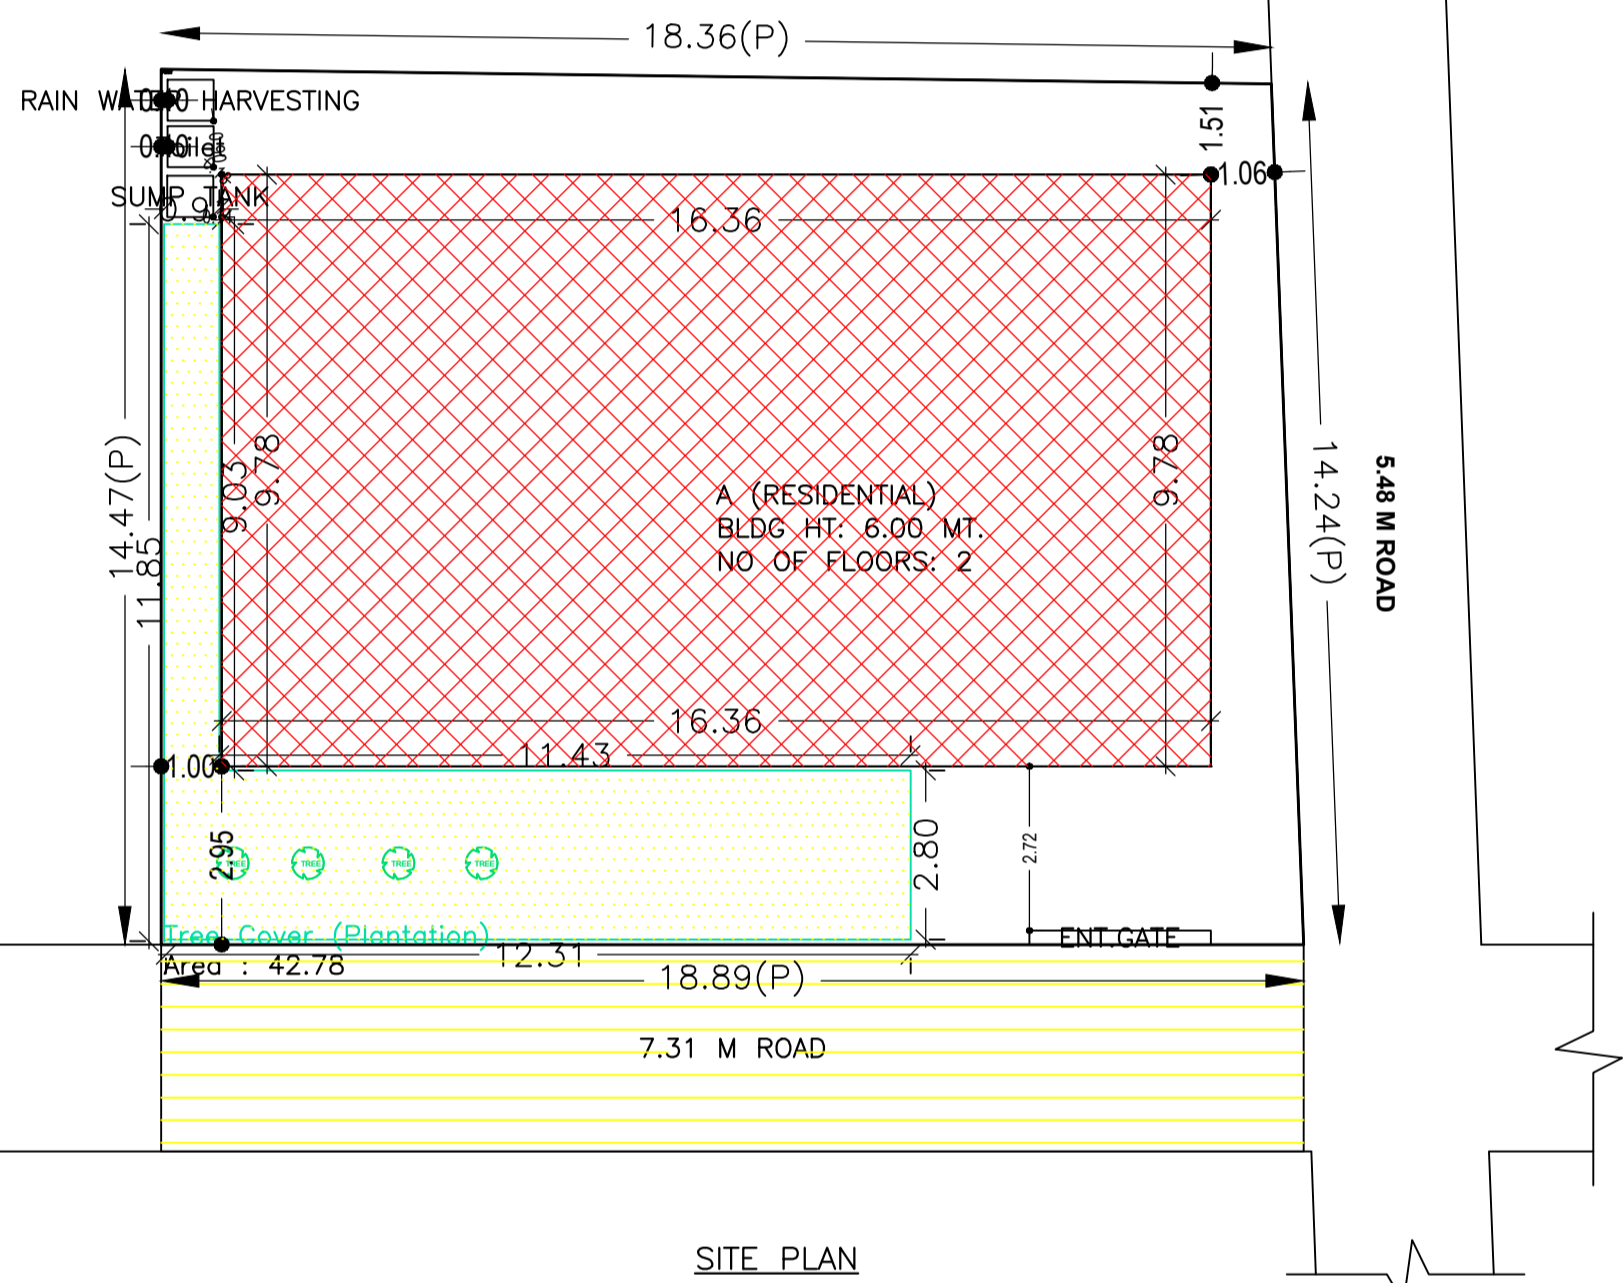 18.36(P)
RAIN WATER HARVESTING
1.51
1.06
SUMP TANK
16.36
14.47(P)
11.85
9.03
9.78
9.78
14.24(P)
5.48 M ROAD
A (RESIDENTIAL)
BLDG HT: 6.00 MT.
NO OF FLOORS: 2
16.36
11.43
1.00
2.95
TREE
TREE
TREE
TREE
2.80
2.72
Tree Cover (Plantation)
ENT.GATE
12.31
Area : 42.78
18.89(P)
7.31 M ROAD
SITE PLAN